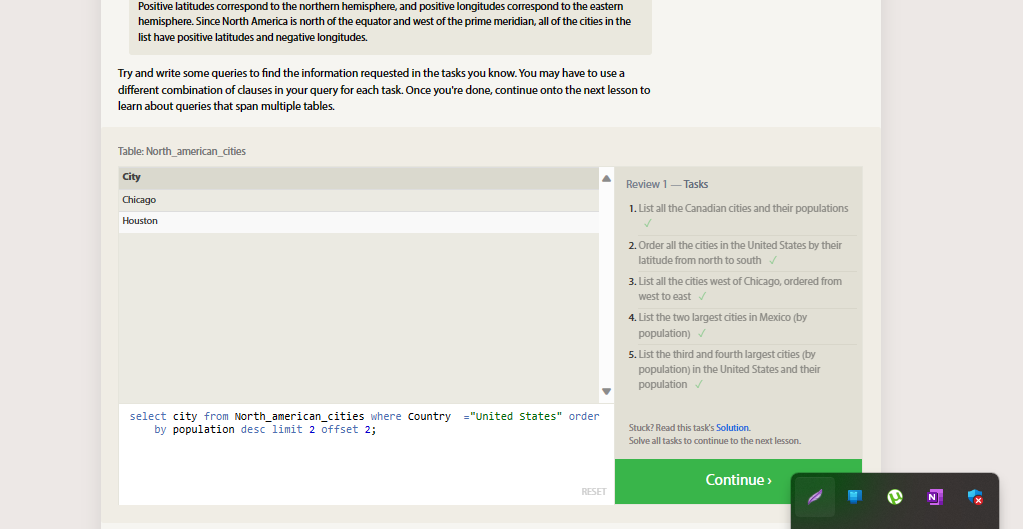 Positive latitudes correspond to the northern hemisphere, and positive longitudes correspond to the eastern
hemisphere. Since North America is north of the equator and west of the prime meridian, all of the cities in the
list have positive latitudes and negative longitudes.
Try and write some queries to find the information requested in the tasks you know. You may have to use a
different combination of clauses in your query for each task. Once you're done, continue onto the next lesson to
learn about queries that span multiple tables.
Table: North_american_cities
City
Chicago
Houston
select city from North_american_cities where Country  ="United States" order
by population desc limit 2 offset 2;
RESET
Review 1 — Tasks
1. List all the Canadian cities and their populations
✓
2. Order all the cities in the United States by their
latitude from north to south ✓
3. List all the cities west of Chicago, ordered from
west to east ✓
4. List the two largest cities in Mexico (by
population) ✓
5. List the third and fourth largest cities (by
population) in the United States and their
population ✓
Stuck? Read this task's Solution.
Solve all tasks to continue to the next lesson.
Continue ›
N